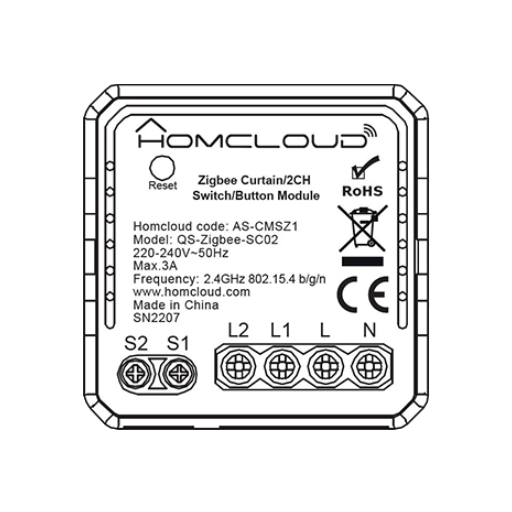 HOMCLOUD
Reset
Zigbee Curtain/2CH
Switch/Button Module
RoHS
Homcloud code: AS-CMSZ1
Model: QS-Zigbee-SC02
220-240V~50Hz
Max.3A
Frequency: 2.4GHz 802.15.4 b/g/n
www.homcloud.com
Made in China
SN2207
CE
S2 S1
L2 L1 L N